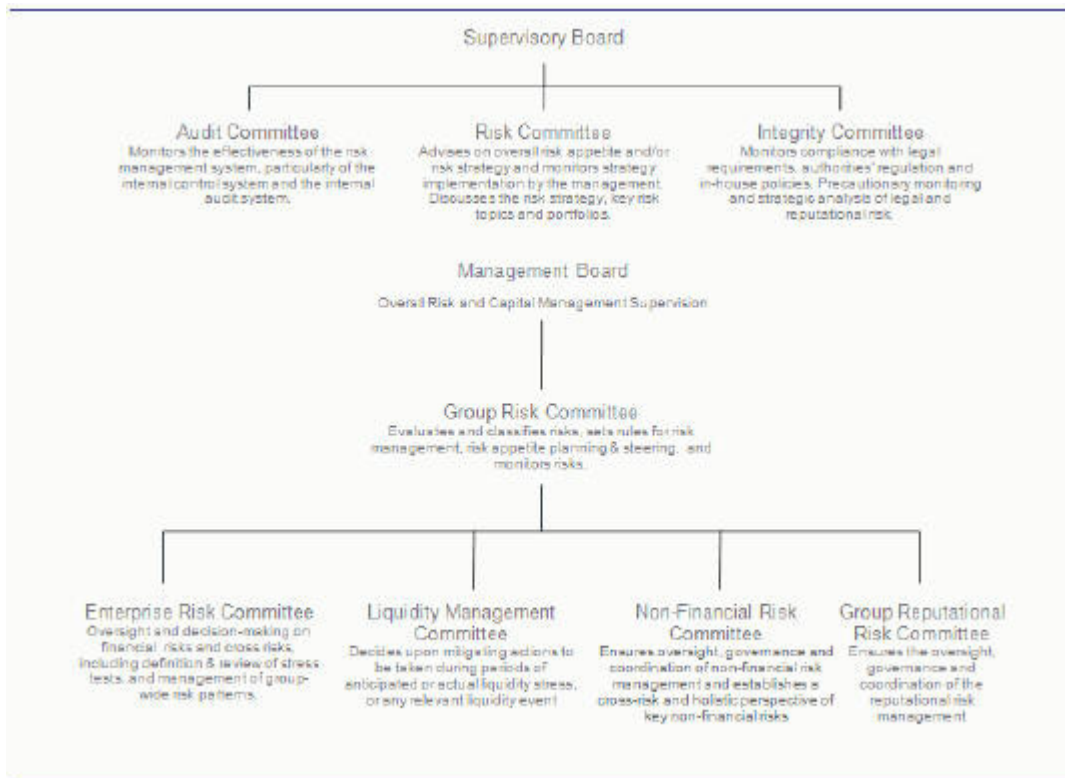 Supervisory Board
Audit Committee
Monitors the effectiveness of the risk
management system, particularly of the
internal control system and the internal
audit system.
Risk Committee
Advises on overall risk appetite and/or
risk strategy and monitors strategy
implementation by the management.
Discusses the risk strategy, key risk
topics and portfolios.
Integrity Committee
Monitors compliance with legal
requirements, authorities' regulation and
in-house policies. Precautionary monitoring
and strategic analysis of legal and
reputational risk
Management Board
Overall Risk and Capital Management Supervision
Group Risk Committee
Evaluates and classifies risks, sets rules for risk
management, risk appetite planning & steering, and
monitors risks.
Enterprise Risk Committee
Oversight and decision-making on
financial risks and cross risks,
including definition & review of stress
tests, and management of group-
wide risk patterns.
Liquidity Management
Committee
Decides upon mitigating actions to
be taken during periods of
anticipated or actual liquidity stress,
or any relevant liquidity event
Non-Financial Risk
Committee
Ensures oversight, governance and
coordination of non-financial risk
management and establishes a
cross-risk and holistic perspective of
key non-financial risks
Group Reputational
Risk Committee
Ensures the oversight,
governance and
coordination of the
reputational risk
management